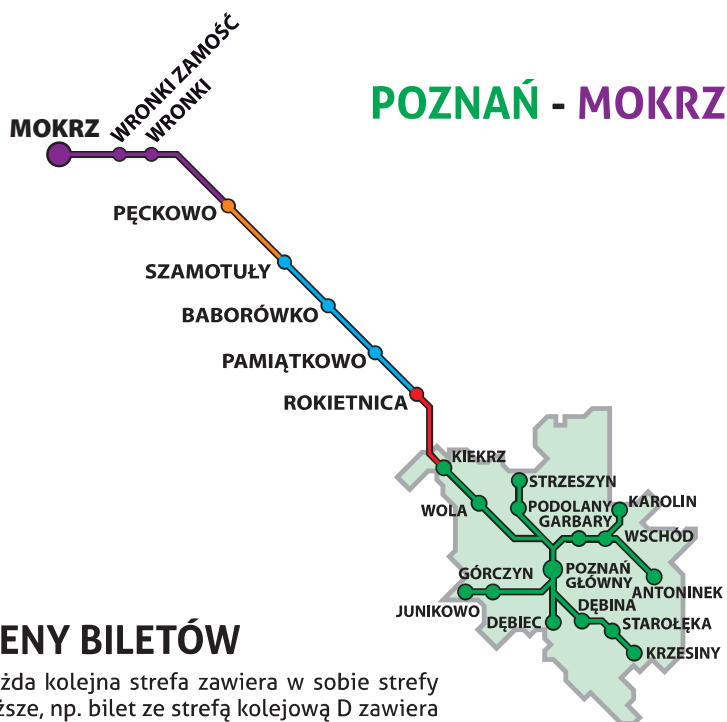 POZNAŃ - MOKRZ
WRONKI ZAMOŚĆ
WRONKI
MOKRZ
PĘCKOWO
SZAMOTUŁY
BABORÓWKO
PAMIĄTKOWO
ROKIETNICA
KIEKRZ
STRZESZYN
WOLA
PODOLANY
KAROLIN
GARBARY
WSCHÓD
GÓRCZYN
POZNAŃ
GŁÓWNY
ANTONINEK
JUNIKOWO
DĘBINA
DĘBIEC
STAROŁĘKA
KRZESINY
ENY BILETÓW
żda kolejna strefa zawiera w sobie strefy
ższe, np. bilet ze strefą kolejową D zawiera